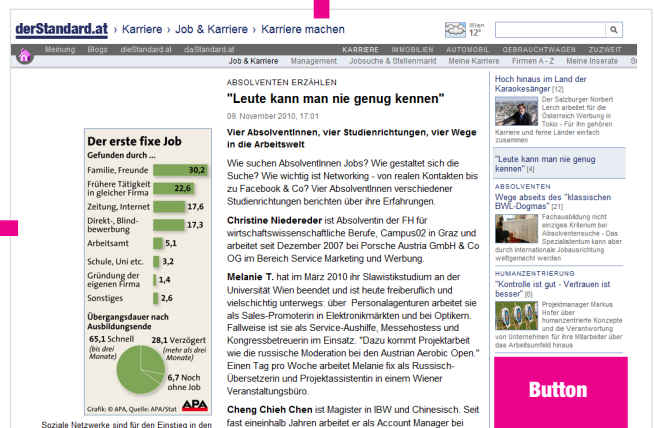 derStandard.at › Karriere › Job & Karriere › Karriere machen
Wien
12°
Meinung Blogs dieStandard.at daStandard.at KARRIERE IMMOBILIEN AUTOMOBIL GEBRAUCHTWAGEN ZUZWEIT
Job & Karriere Management Jobsuche & Stellenmarkt Meine Karriere Firmen A - Z Meine Inserate
ABSOLVENTEN ERZÄHLEN
"Leute kann man nie genug kennen"
09. November 2010, 17:01
Vier AbsolventInnen, vier Studienrichtungen, vier Wege
in die Arbeitswelt
Wie suchen AbsolventInnen Jobs? Wie gestaltet sich die
Suche? Wie wichtig ist Networking - von realen Kontakten bis
zu Facebook & Co? Vier AbsolventInnen verschiedener
Studienrichtungen berichten über ihre Erfahrungen.
Christine Niedereder ist Absolventin der FH für
wirtschaftswissenschaftliche Berufe, Campus02 in Graz und
arbeitet seit Dezember 2007 bei Porsche Austria GmbH & Co
OG im Bereich Service Marketing und Werbung.
Melanie T. hat im März 2010 ihr Slawistikstudium an der
Universität Wien beendet und ist heute freiberuflich und
vielschichtig unterwegs: über Personalagenturen arbeitet sie
als Sales-Promoterin in Elektronikmärkten und bei Optikern.
Fallweise ist sie als Service-Aushilfe, Messehostess und
Kongressbetreuerin im Einsatz. "Dazu kommt Projektarbeit
wie die russische Moderation bei den Austrian Aerobic Open."
Einen Tag pro Woche arbeitet Melanie fix als Russisch-
Übersetzerin und Projektassistentin in einem Wiener
Veranstaltungsbüro.
Cheng Chieh Chen ist Magister in IBW und Chinesisch. Seit
fast eineinhalb Jahren arbeitet er als Account Manager bei
Der erste fixe Job
Gefunden durch ...
Familie, Freunde 30,2
Frühere Tätigkeit
in gleicher Firma 22,6
Zeitung, Internet 17,6
Direkt-, Blind-
bewerbung 17,3
Arbeitsamt 5,1
Schule, Uni etc. 3,2
Gründung der
eigenen Firma 1,4
Sonstiges 2,6
Übergangsdauer nach
Ausbildungsende
65,1 Schnell
(bis drei
Monate)
28,1 Verzögert
(mehr als drei
Monate)
6,7 Noch
ohne Job
Grafik: © APA, Quelle: APA/Stat APA
Soziale Netzwerke sind für den Einstieg in den
Hoch hinaus im Land der
Karaokesänger [12]
Der Salzburger Norbert
Lerch arbeitet für die
Österreich Werbung in
Tokio - Für ihn gehören
Karriere und ferne Länder einfach
zusammen
"Leute kann man nie genug
kennen" [4]
ABSOLVENTEN
Wege abseits des "klassischen
BWL-Dogmas" [21]
Fachausbildung nicht
einziges Kriterium bei
Absolventensuche - Das
Spezialistentum kann aber
durch internationale Jobausrichtung
wettgemacht werden
HUMANZENTRIERUNG
"Kontrolle ist gut - Vertrauen ist
besser" [6]
Projektmanager Markus
Hofer über
humanzentrierte Konzepte
und die Verantwortung
von Unternehmen für ihre Mitarbeiter über
das Arbeitsumfeld hinaus
Button